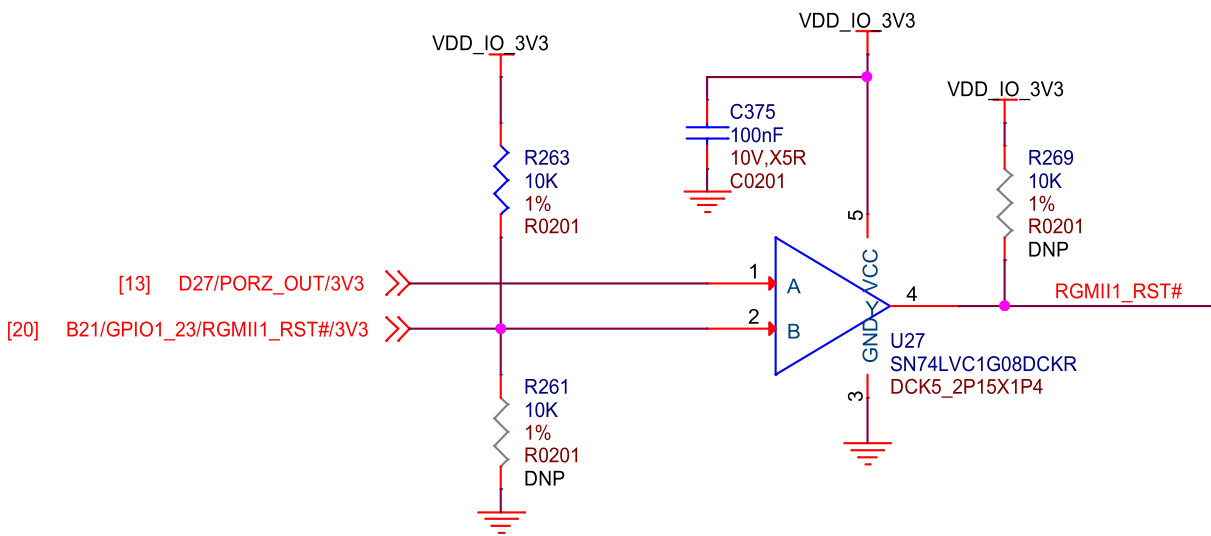 VDD_IO_3V3
VDD_IO_3V3
VDD_IO_3V3
C375
100nF
10V,X5R
C0201
R263
10K
1%
R0201
R269
10K
1%
R0201
DNP
5
VCC
[13] D27/PORZ_OUT/3V3
1
A
[20] B21/GPIO1_23/RGMII1_RST#/3V3
2
B
Y
4
RGMII1_RST#
GND
3
U27
SN74LVC1G08DCKR
DCK5_2P15X1P4
R261
10K
1%
R0201
DNP